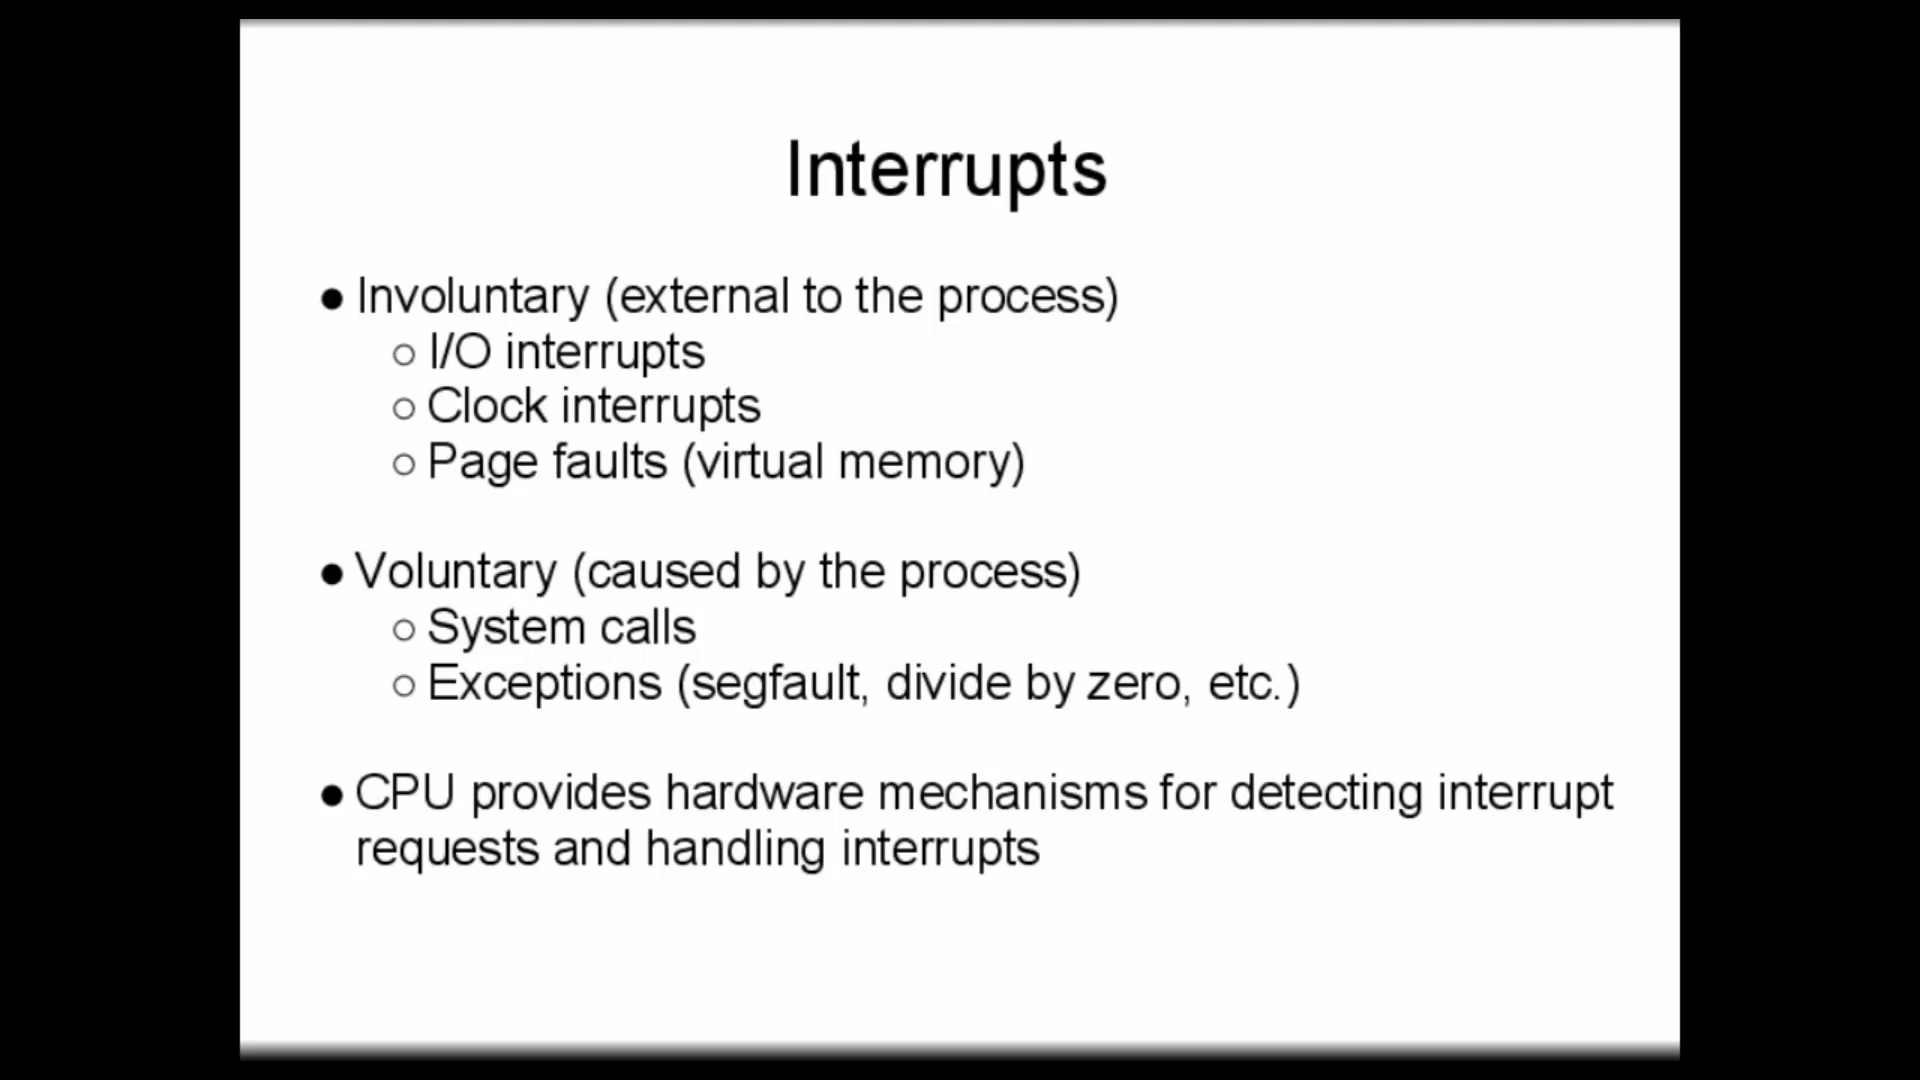 Interrupts
● Involuntary (external to the process)
○ I/O interrupts
○ Clock interrupts
○ Page faults (virtual memory)
● Voluntary (caused by the process)
○ System calls
○ Exceptions (segfault, divide by zero, etc.)
● CPU provides hardware mechanisms for detecting interrupt
requests and handling interrupts